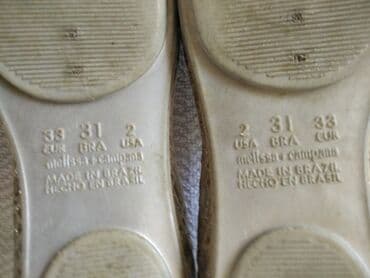 33 31 2
EUR BRA USA
melissa + campana
MADE IN BRAZIL
HECHO EN BRASIL
2 31 33
USA BRA EUR
melissa + campana
MADE IN BRAZIL
HECHO EN BRASIL